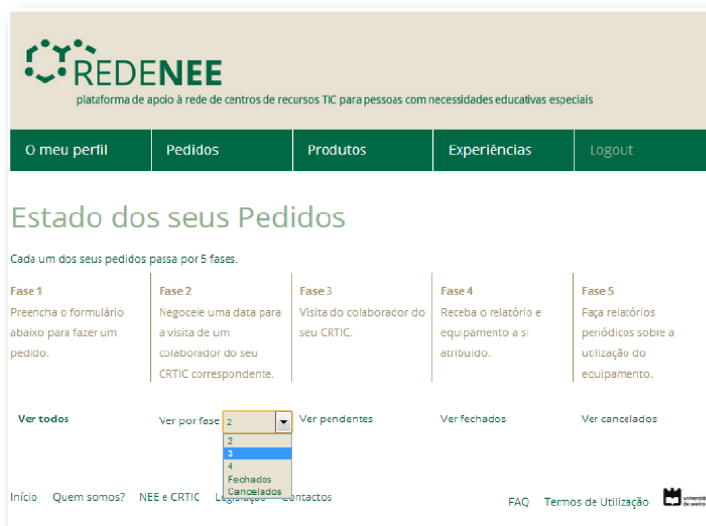 REDENEE
plataforma de apoio à rede de centros de recursos TIC para pessoas com necessidades educativas especiais
O meu perfil
Pedidos
Produtos
Experiências
Logout
Estado dos seus Pedidos
Cada um dos seus pedidos passa por 5 fases.
Fase 1
Preencha o formulário
abaixo para fazer um
pedido.
Fase 2
Negoceie uma data para
a visita de um
colaborador do seu
CRTIC correspondente.
Fase 3
Visita do colaborador do
seu CRTIC.
Fase 4
Receba o relatório e
equipamento a si
atribuído.
Fase 5
Faça relatórios
periódicos sobre a
utilização do
equipamento.
Ver todos
Ver por fase 2
Ver pendentes
Ver fechados
Ver cancelados
2
3
4
Fechados
Cancelados
Início Quem somos? NEE e CRTIC
FAQ Termos de Utilização